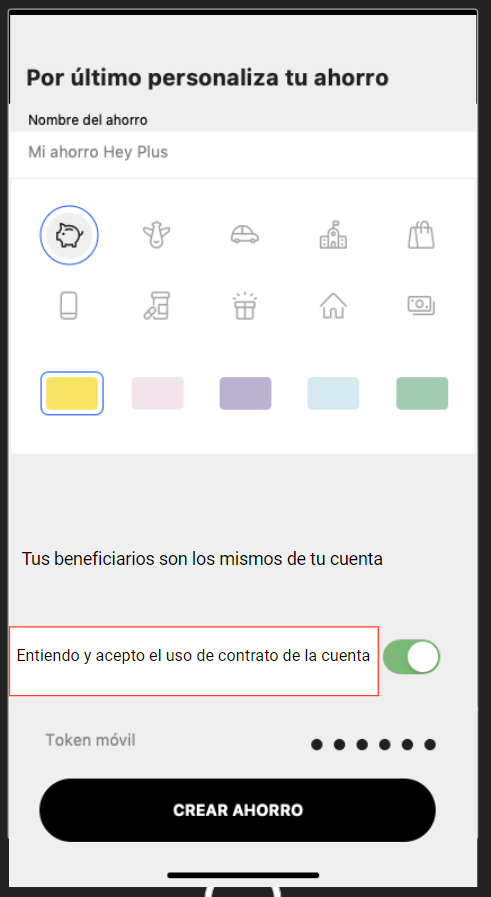 Por último personaliza tu ahorro
Nombre del ahorro
Mi ahorro Hey Plus
Tus beneficiarios son los mismos de tu cuenta
Entiendo y acepto el uso de contrato de la cuenta
Token móvil
CREAR AHORRO